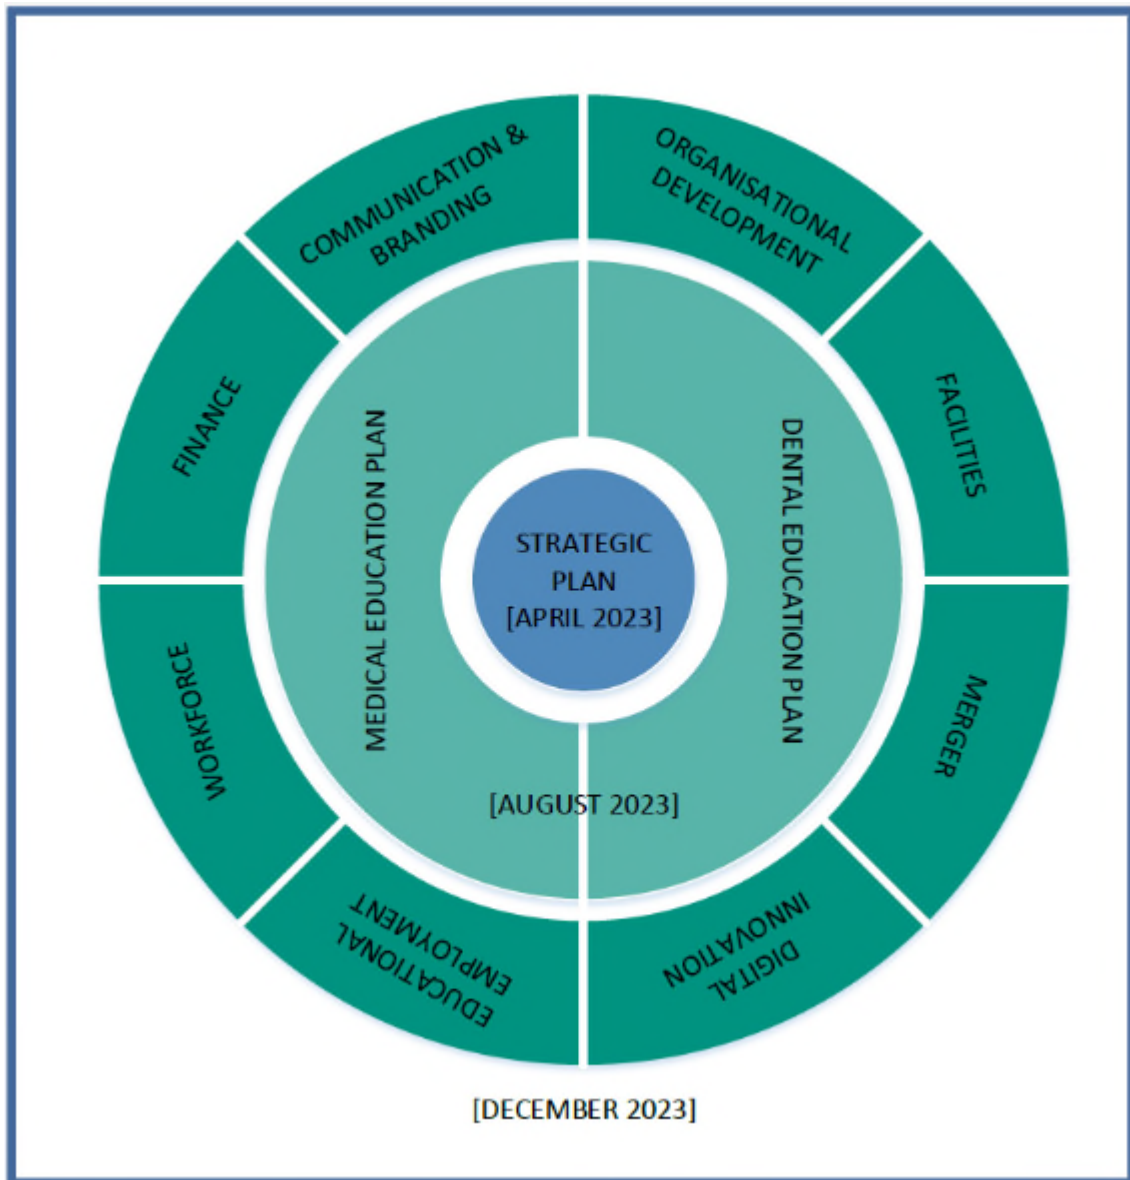 COMMUNICATION &
BRANDING
ORGANISATIONAL
DEVELOPMENT
FINANCE
FACILITIES
MEDICAL EDUCATION PLAN
STRATEGIC
PLAN
[APRIL 2023]
DENTAL EDUCATION PLAN
WORKFORCE
MERGER
[AUGUST 2023]
EDUCATIONAL
EMPLOYMENT
DIGITAL
INNOVATION
[DECEMBER 2023]